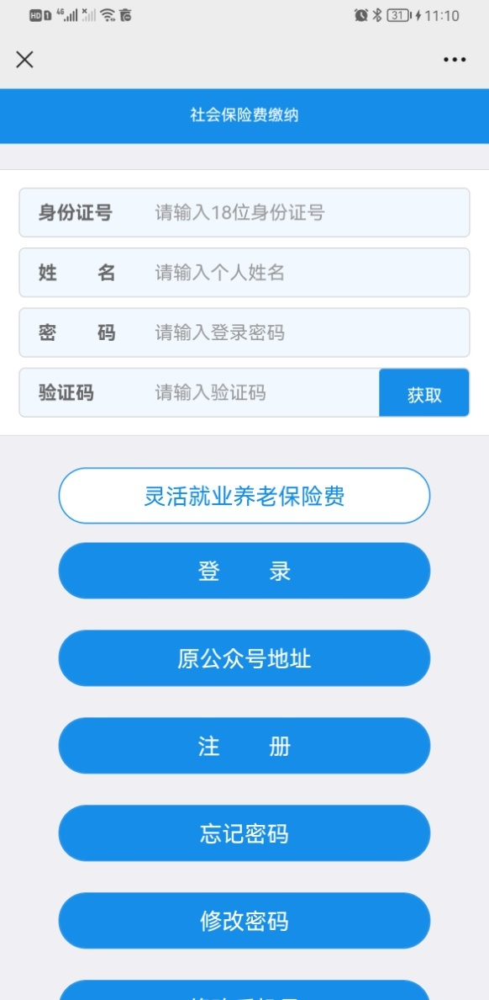 HD 1 4G 31 11:10
社会保险费缴纳
身份证号 请输入18位身份证号
姓 名 请输入个人姓名
密 码 请输入登录密码
验证码 请输入验证码 获取
灵活就业养老保险费
登 录
原公众号地址
注 册
忘记密码
修改密码